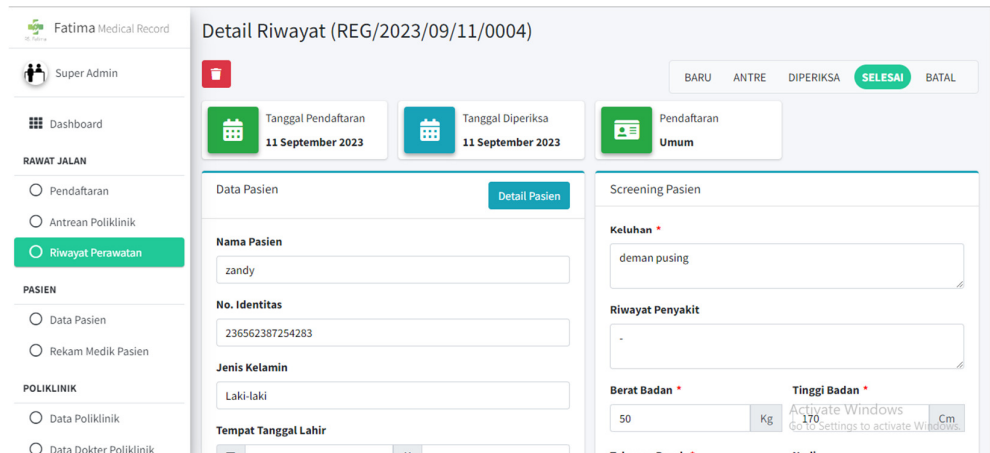 Fatima Medical Record
Super Admin
Dashboard
RAWAT JALAN
Pendaftaran
Antrean Poliklinik
Riwayat Perawatan
PASIEN
Data Pasien
Rekam Medik Pasien
POLIKLINIK
Data Poliklinik
Data Dokter Poliklinik
Detail Riwayat (REG/2023/09/11/0004)
BARU ANTRE DIPERIKSA SELESAI BATAL
Tanggal Pendaftaran
11 September 2023
Tanggal Diperiksa
11 September 2023
Pendaftaran
Umum
Data Pasien
Detail Pasien
Nama Pasien
zandy
No. Identitas
236562387254283
Jenis Kelamin
Laki-laki
Tempat Tanggal Lahir
Screening Pasien
Keluhan *
deman pusing
Riwayat Penyakit
-
Berat Badan *
50 Kg
Tinggi Badan *
170 Cm
Activate Windows
Go to Settings to activate Windows.